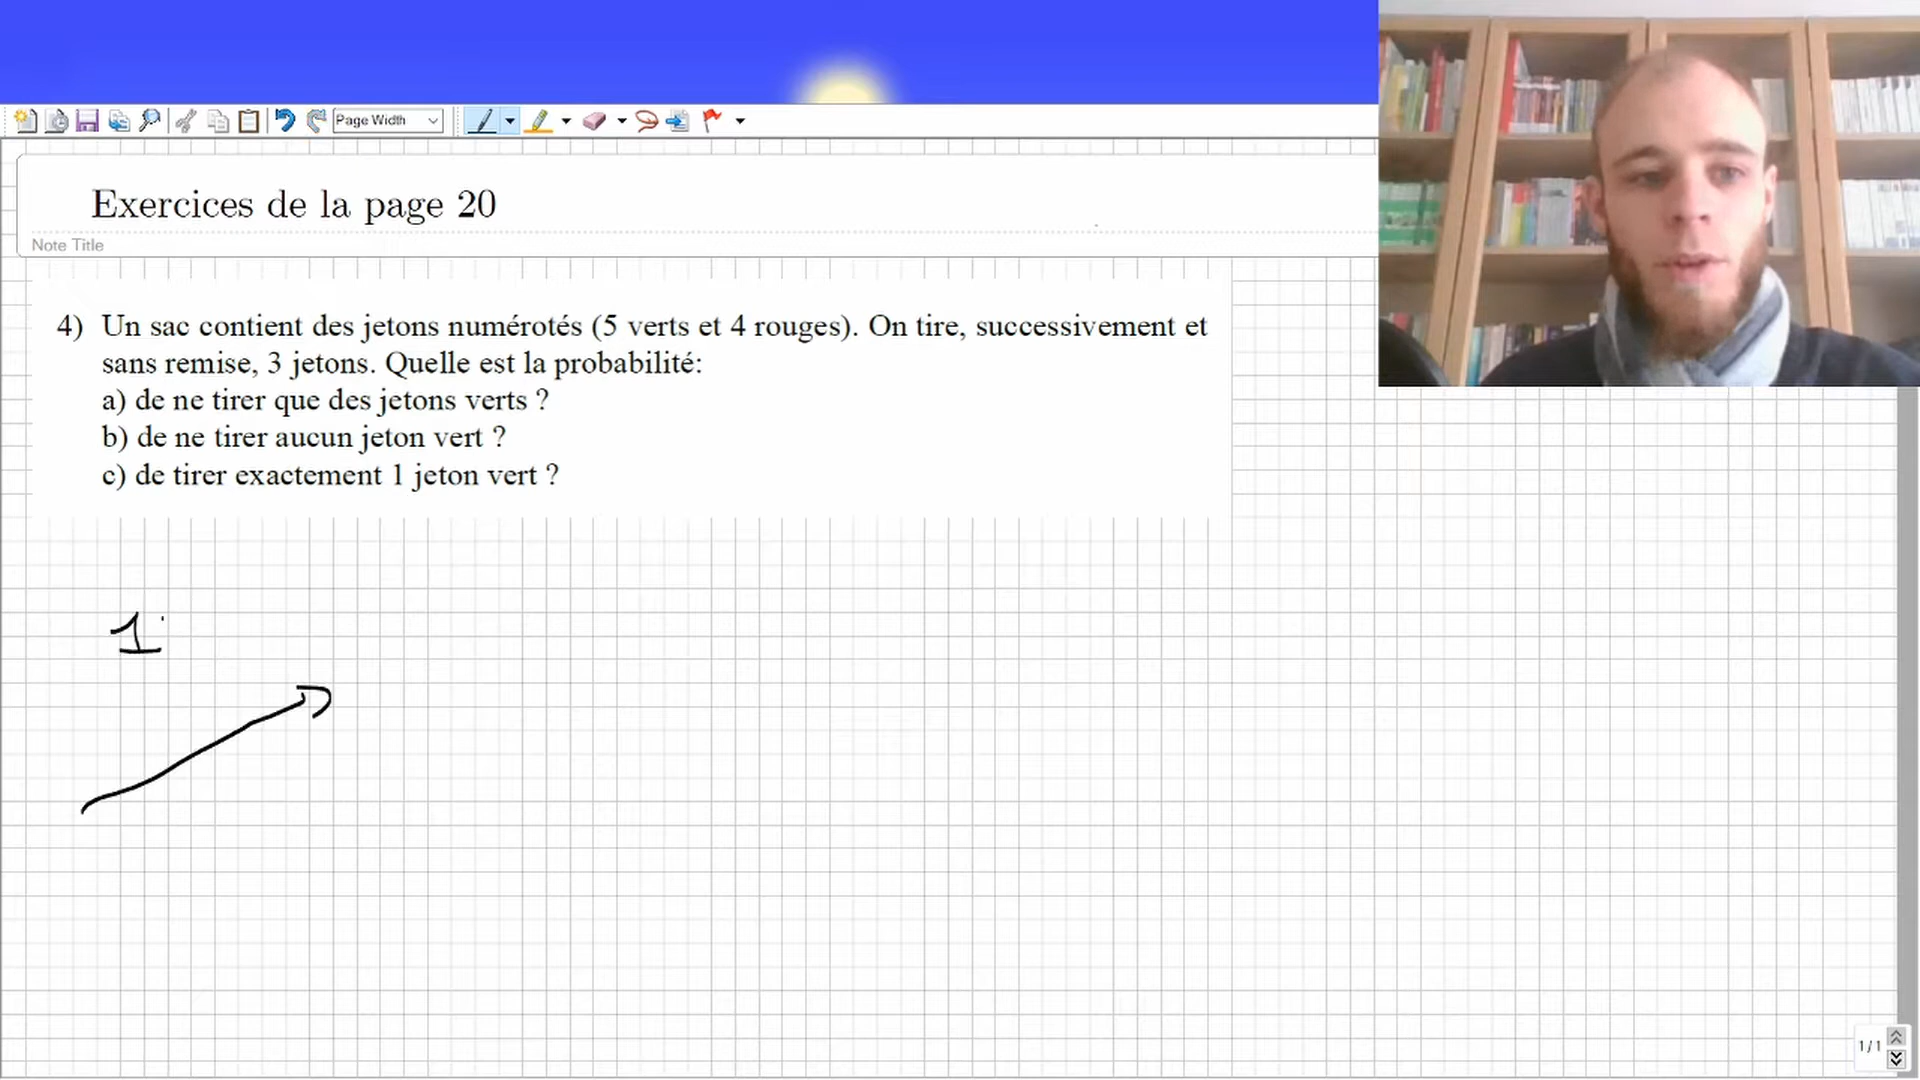 Page Width
Exercices de la page 20
Note Title
4) Un sac contient des jetons numérotés (5 verts et 4 rouges). On tire, successivement et
sans remise, 3 jetons. Quelle est la probabilité:
a) de ne tirer que des jetons verts ?
b) de ne tirer aucun jeton vert ?
c) de tirer exactement 1 jeton vert ?
1
1/1